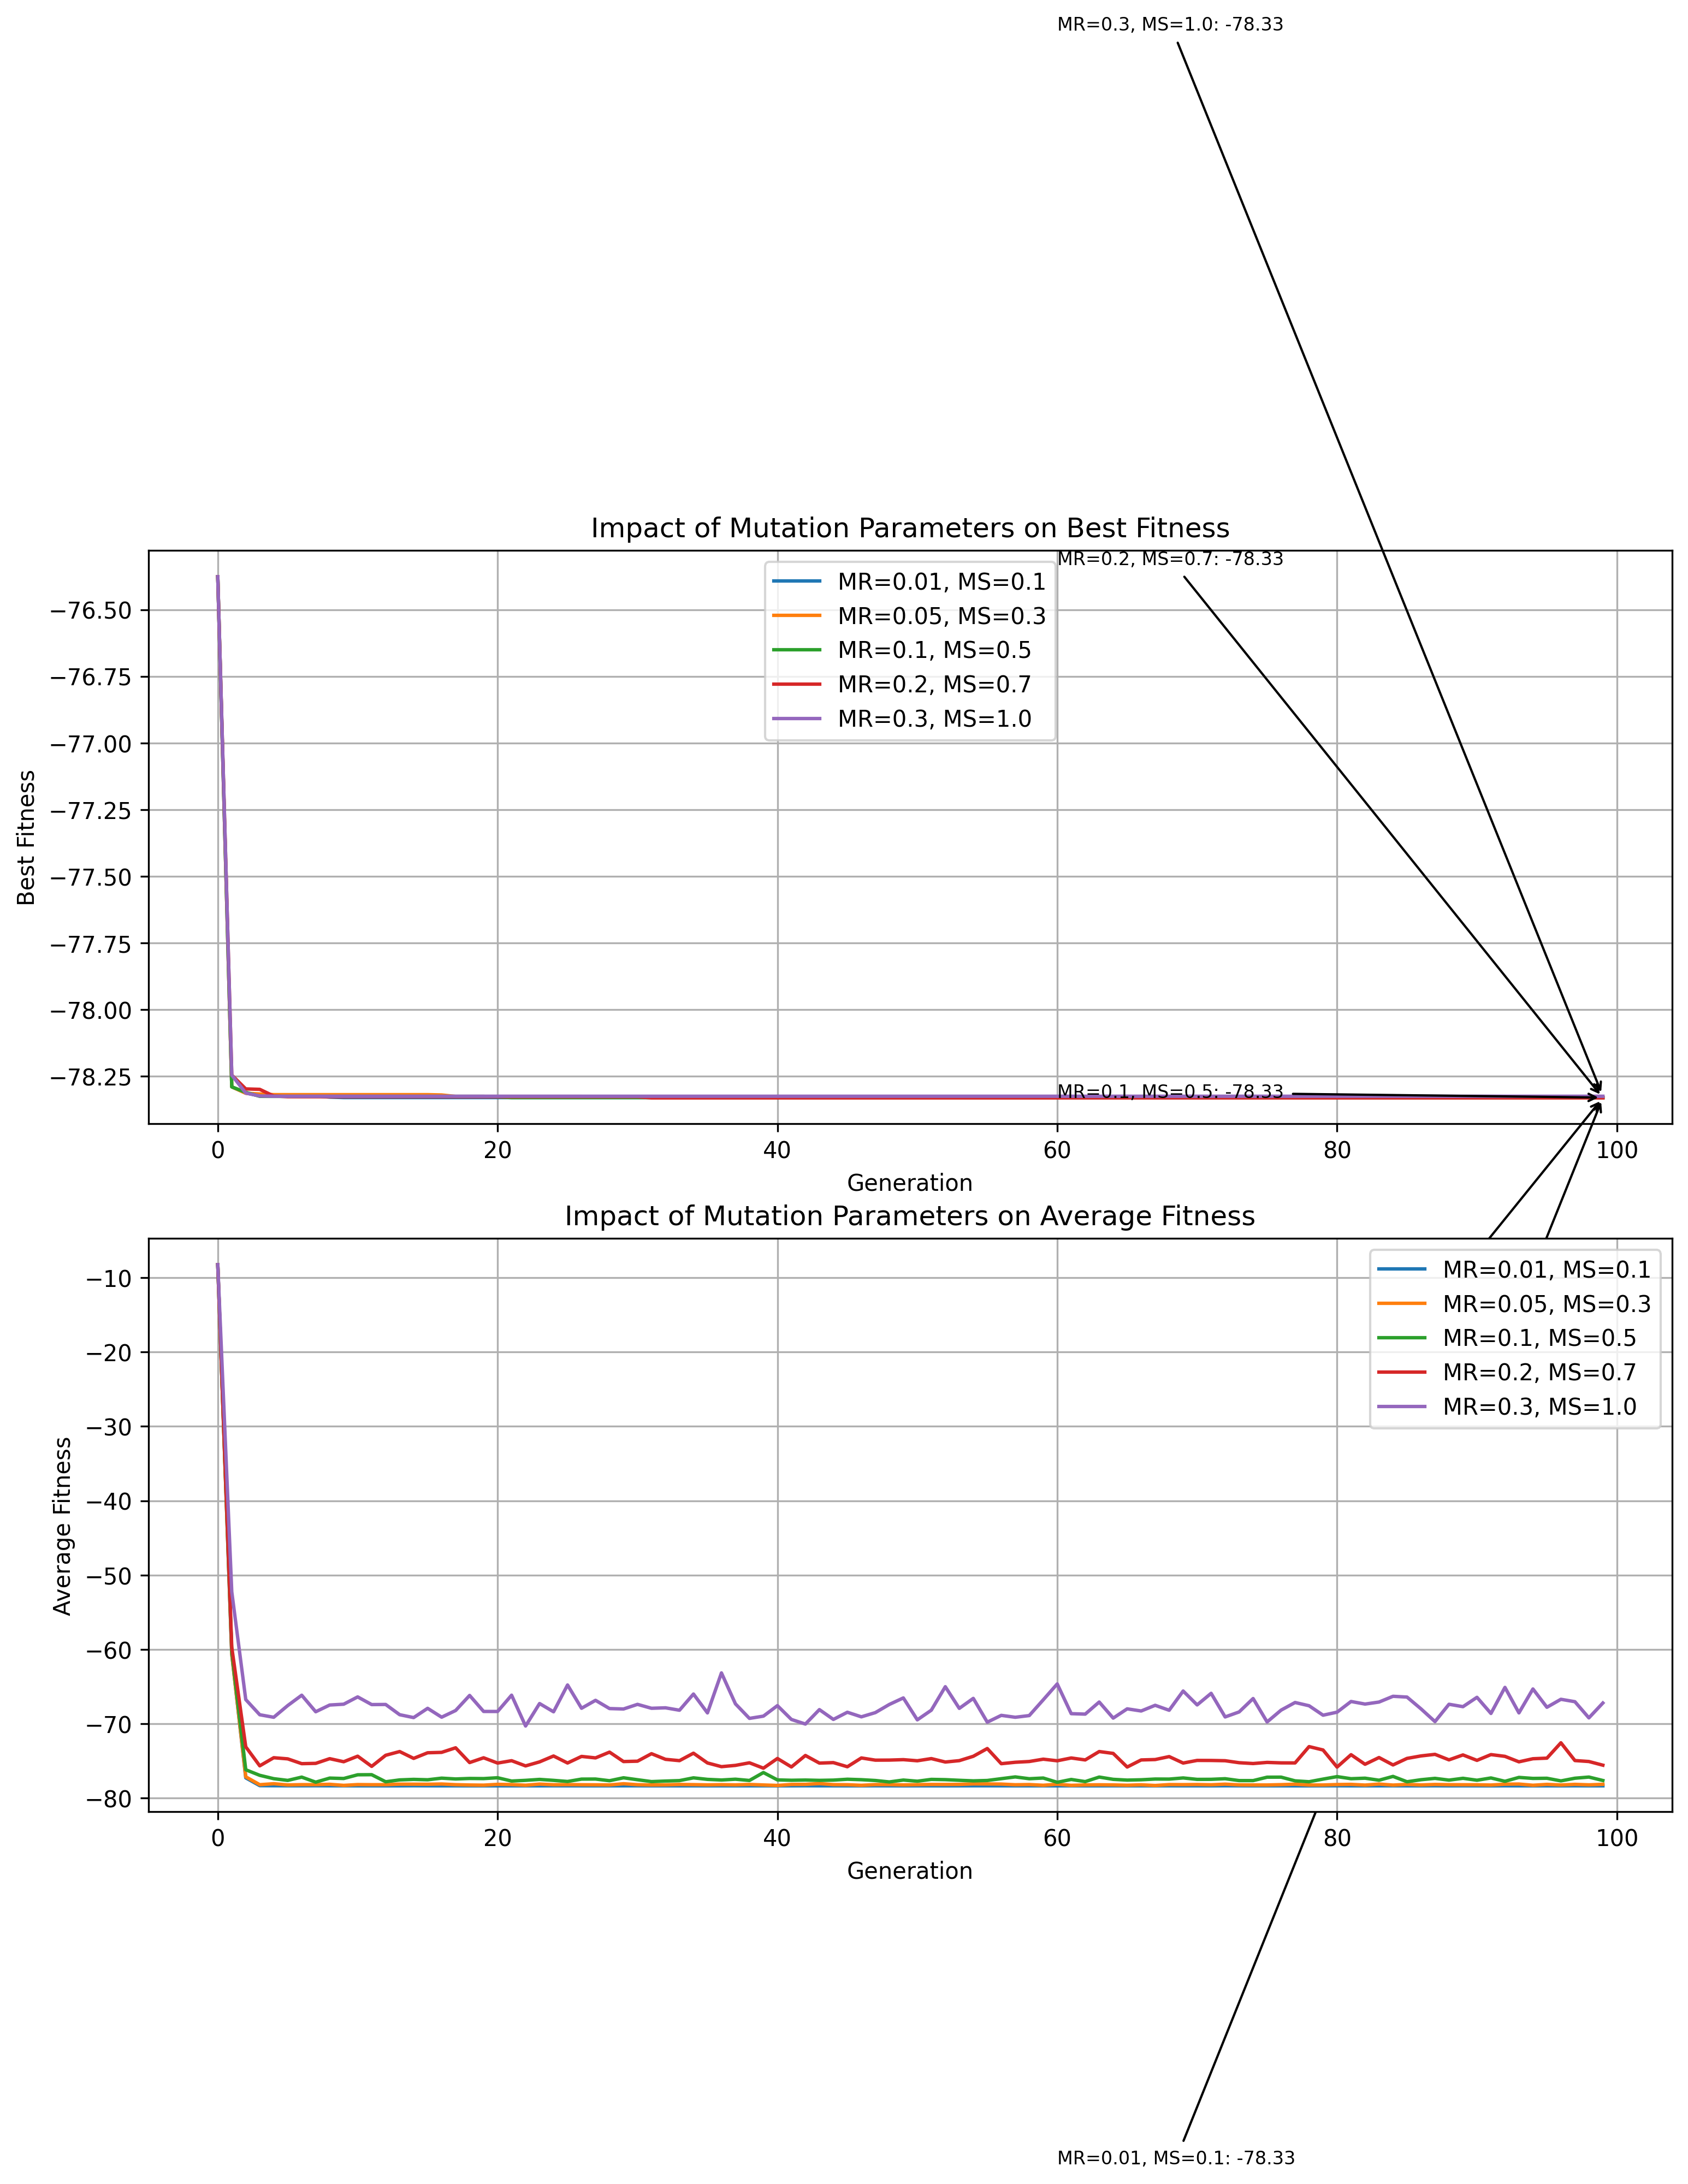 MR=0.3, MS=1.0: -78.33
Impact of Mutation Parameters on Best Fitness
MR=0.2, MS=0.7: -78.33
MR=0.01, MS=0.1
MR=0.05, MS=0.3
MR=0.1, MS=0.5
MR=0.2, MS=0.7
MR=0.3, MS=1.0
−76.50
−76.75
−77.00
−77.25
−77.50
−77.75
−78.00
−78.25
Best Fitness
MR=0.1, MS=0.5: -78.33
0 20 40 60 80 100
Generation
Impact of Mutation Parameters on Average Fitness
MR=0.01, MS=0.1
MR=0.05, MS=0.3
MR=0.1, MS=0.5
MR=0.2, MS=0.7
MR=0.3, MS=1.0
−10
−20
−30
−40
−50
−60
−70
−80
Average Fitness
0 20 40 60 80 100
Generation
MR=0.01, MS=0.1: -78.33